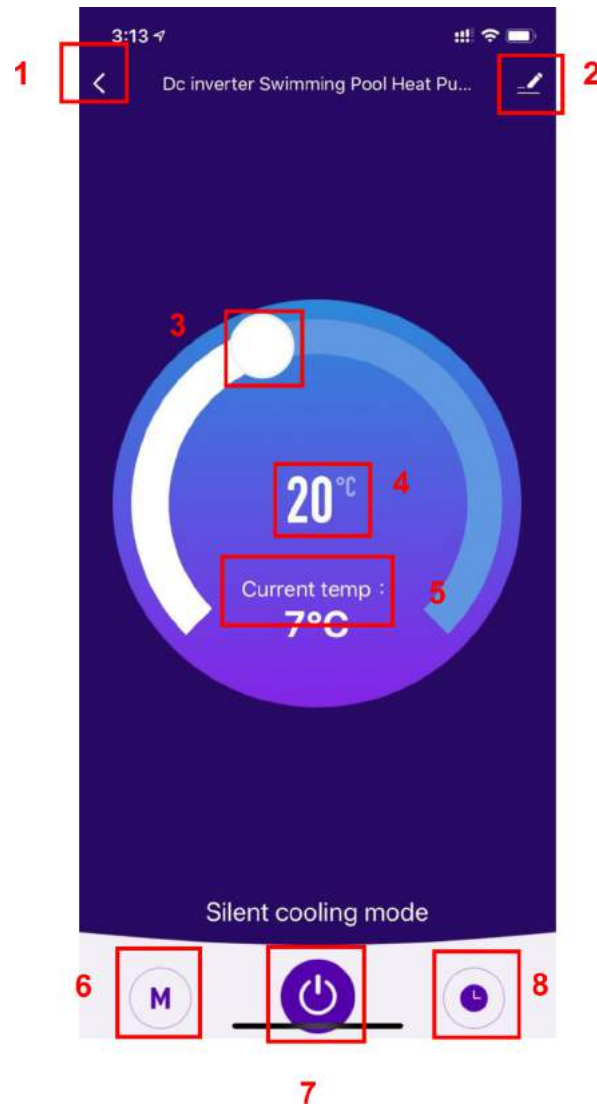 3:13
1
Dc inverter Swimming Pool Heat Pu...
2
3
20°C
4
Current temp :
5
7°C
Silent cooling mode
6
M
8
7